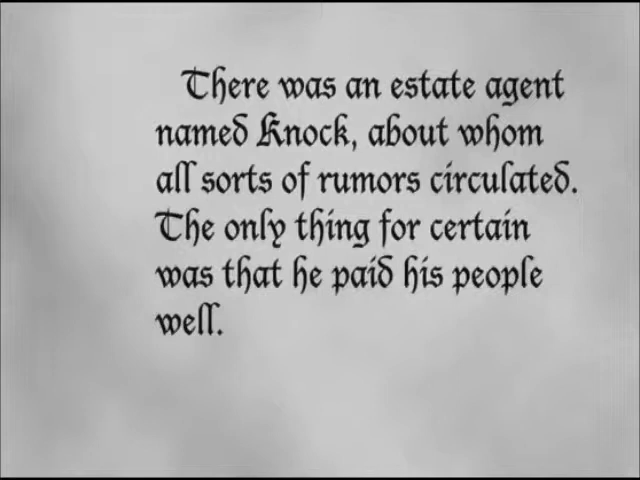 There was an estate agent
named Knock, about whom
all sorts of rumors circulated.
The only thing for certain
was that he paid his people
well.